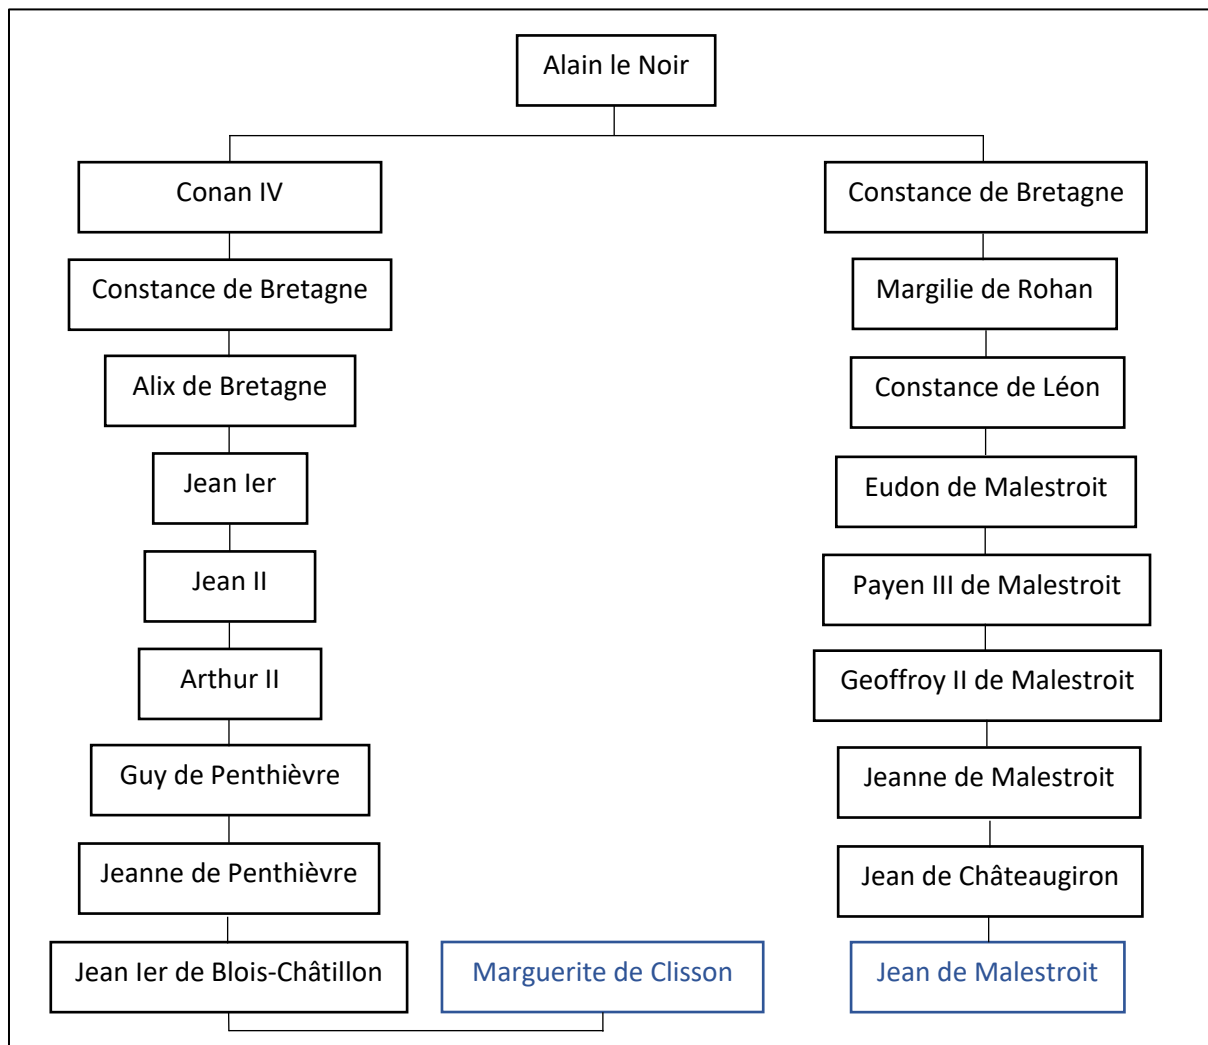 Alain le Noir
Conan IV
Constance de Bretagne
Constance de Bretagne
Margilie de Rohan
Alix de Bretagne
Constance de Léon
Jean Ier
Eudon de Malestroit
Jean II
Payen III de Malestroit
Arthur II
Geoffroy II de Malestroit
Guy de Penthièvre
Jeanne de Malestroit
Jeanne de Penthièvre
Jean de Châteaugiron
Jean Ier de Blois-Châtillon
Marguerite de Clisson
Jean de Malestroit